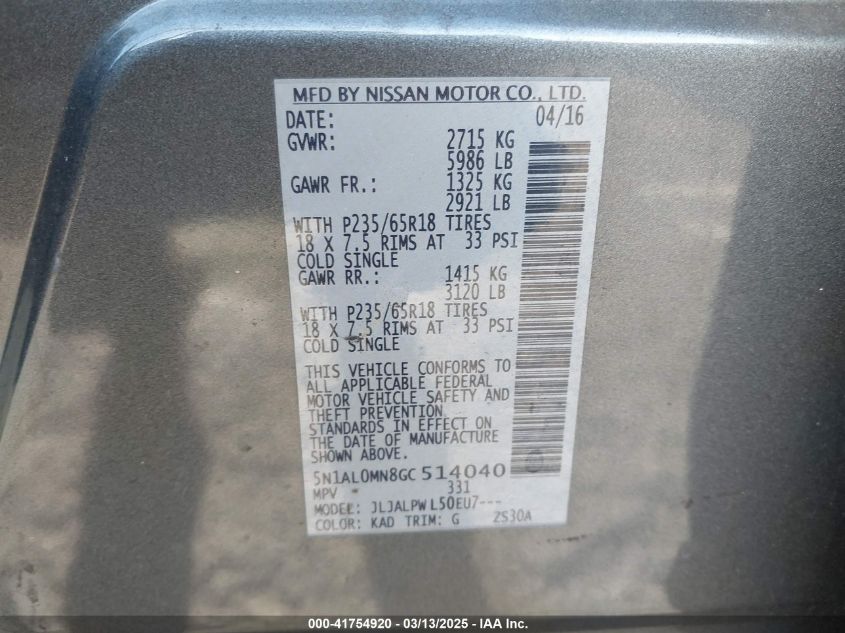 MFD BY NISSAN MOTOR CO., LTD.
DATE: 04/16
GVWR: 2715 KG
5986 LB
GAWR FR.: 1325 KG
2921 LB
WITH P235/65R18 TIRES
18 X 7.5 RIMS AT 33 PSI
COLD SINGLE
GAWR RR.: 1415 KG
3120 LB
WITH P235/65R18 TIRES
18 X 7.5 RIMS AT 33 PSI
COLD SINGLE
THIS VEHICLE CONFORMS TO
ALL APPLICABLE FEDERAL
MOTOR VEHICLE SAFETY AND
THEFT PREVENTION
STANDARDS IN EFFECT ON
THE DATE OF MANUFACTURE
SHOWN ABOVE.
5N1AL0MN8GC514040
MPV 331
MODEL: JLJALPWL50EU7---
COLOR: KAD TRIM: G ZS30A
000-41754920 — 03/13/2025 — IAA Inc.